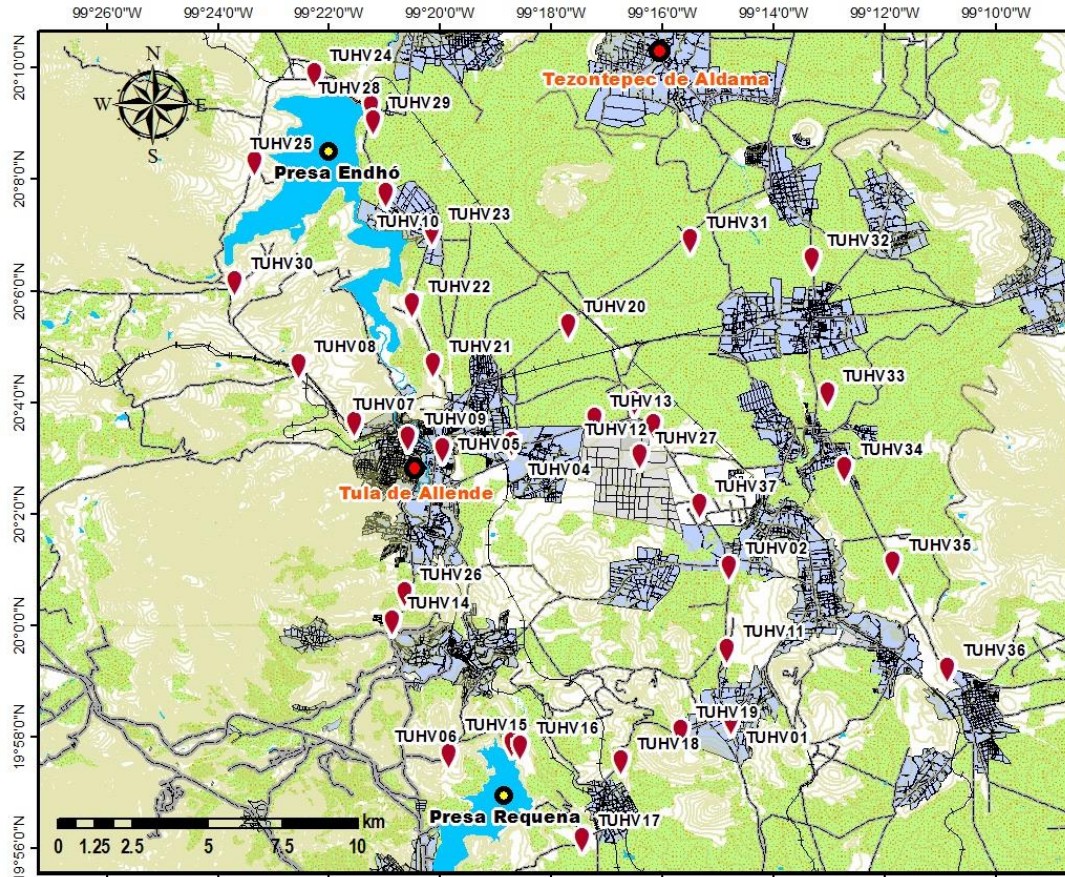 99°26'0"W 99°24'0"W 99°22'0"W 99°20'0"W 99°18'0"W 99°16'0"W 99°14'0"W 99°12'0"W 99°10'0"W
N
W E
S
20°10'0"N
20°8'0"N
20°6'0"N
20°4'0"N
20°2'0"N
20°0'0"N
19°58'0"N
19°56'0"N
TUHV24
Tezontepec de Aldama
TUHV28
TUHV29
TUHV25
Presa Endhó
TUHV10
TUHV23
TUHV31
TUHV32
TUHV30
TUHV22
TUHV20
TUHV08
TUHV21
TUHV33
TUHV07
TUHV13
TUHV09
TUHV12
TUHV05
TUHV27
TUHV04
TUHV34
Tula de Allende
TUHV37
TUHV02
TUHV35
TUHV26
TUHV14
TUHV11
TUHV36
TUHV19
TUHV15
TUHV16
TUHV06
TUHV18
TUHV01
Presa Requena
TUHV17
km
0 1.25 2.5 5 7.5 10